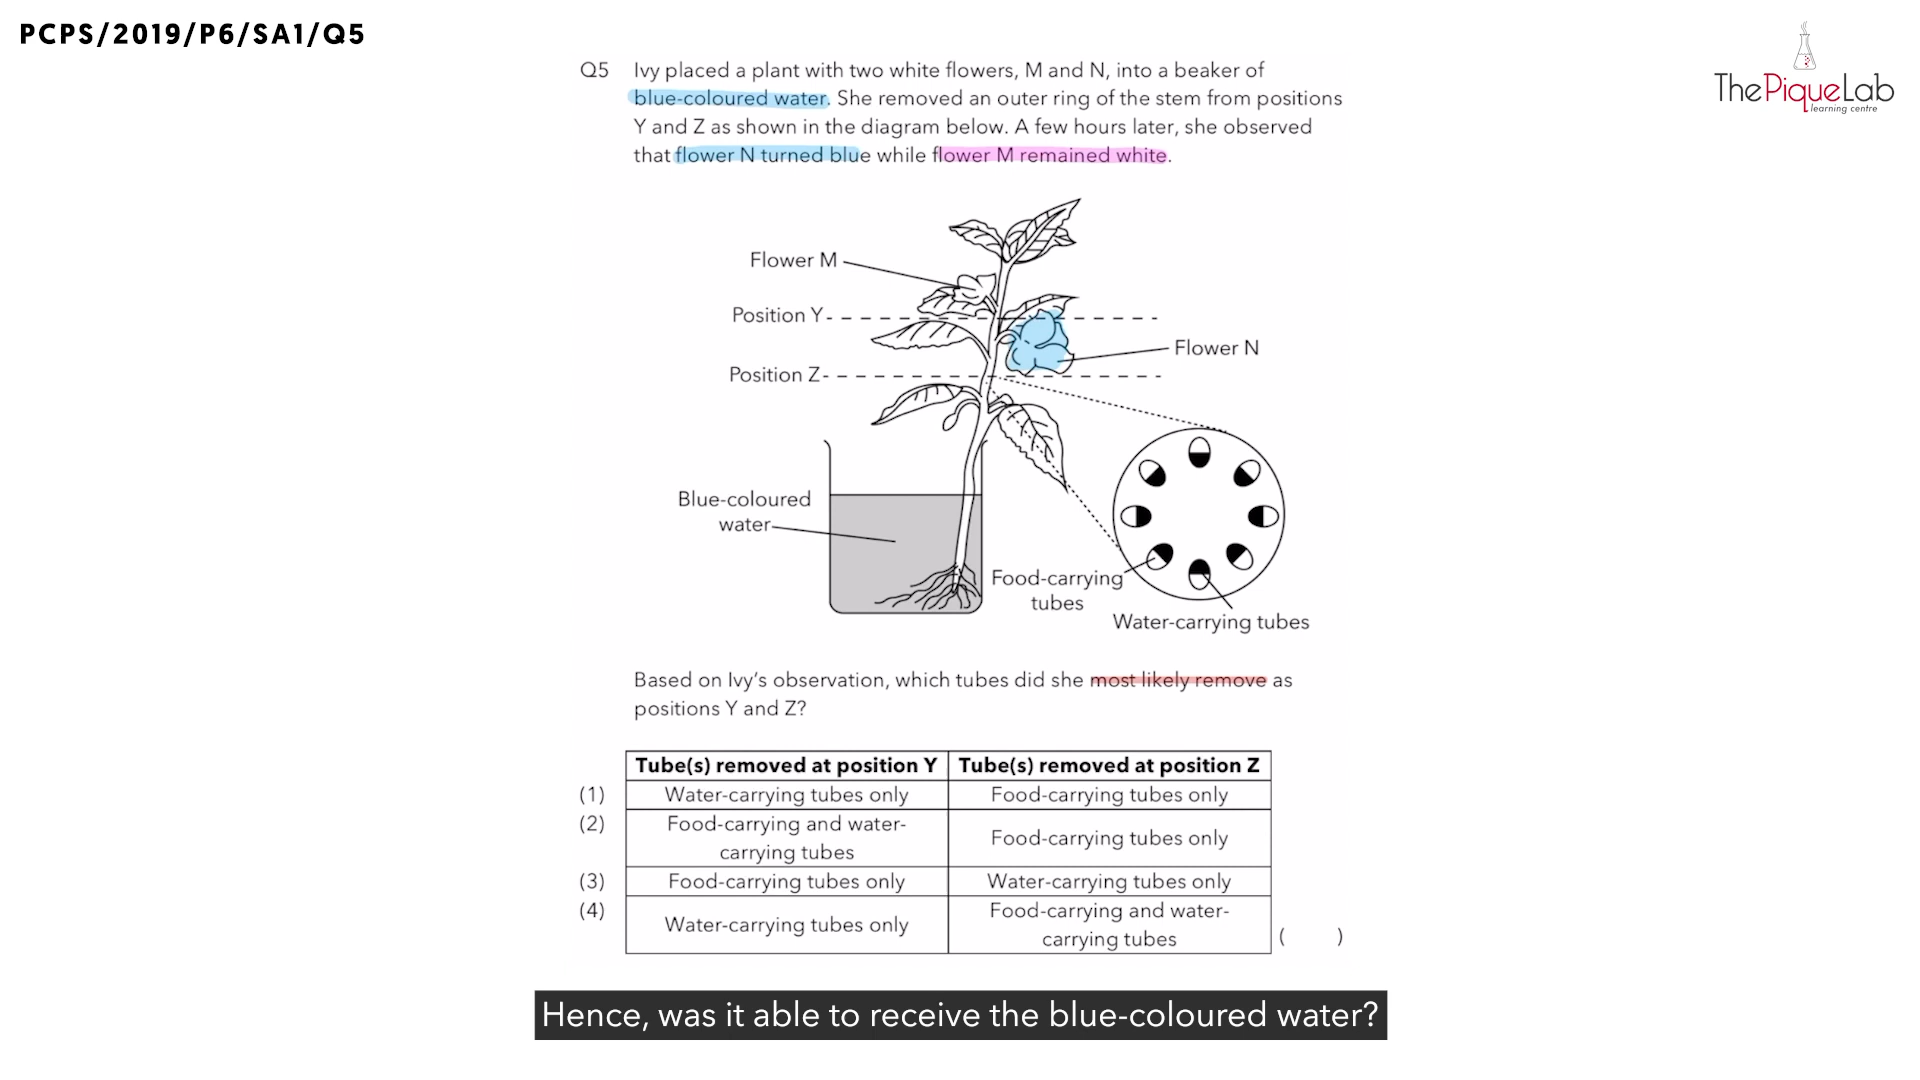 PCPS/2019/P6/SA1/Q5
ThePiqueLab
learning centre
Q5 Ivy placed a plant with two white flowers, M and N, into a beaker of
blue-coloured water. She removed an outer ring of the stem from positions
Y and Z as shown in the diagram below. A few hours later, she observed
that flower N turned blue while flower M remained white.
Flower M
Position Y
Flower N
Position Z
Blue-coloured
water
Food-carrying
tubes
Water-carrying tubes
Based on Ivy's observation, which tubes did she most likely remove as
positions Y and Z?
Tube(s) removed at position Y Tube(s) removed at position Z
(1) Water-carrying tubes only Food-carrying tubes only
(2) Food-carrying and water-
carrying tubes Food-carrying tubes only
(3) Food-carrying tubes only Water-carrying tubes only
(4) Water-carrying tubes only Food-carrying and water-
carrying tubes ( )
Hence, was it able to receive the blue-coloured water?